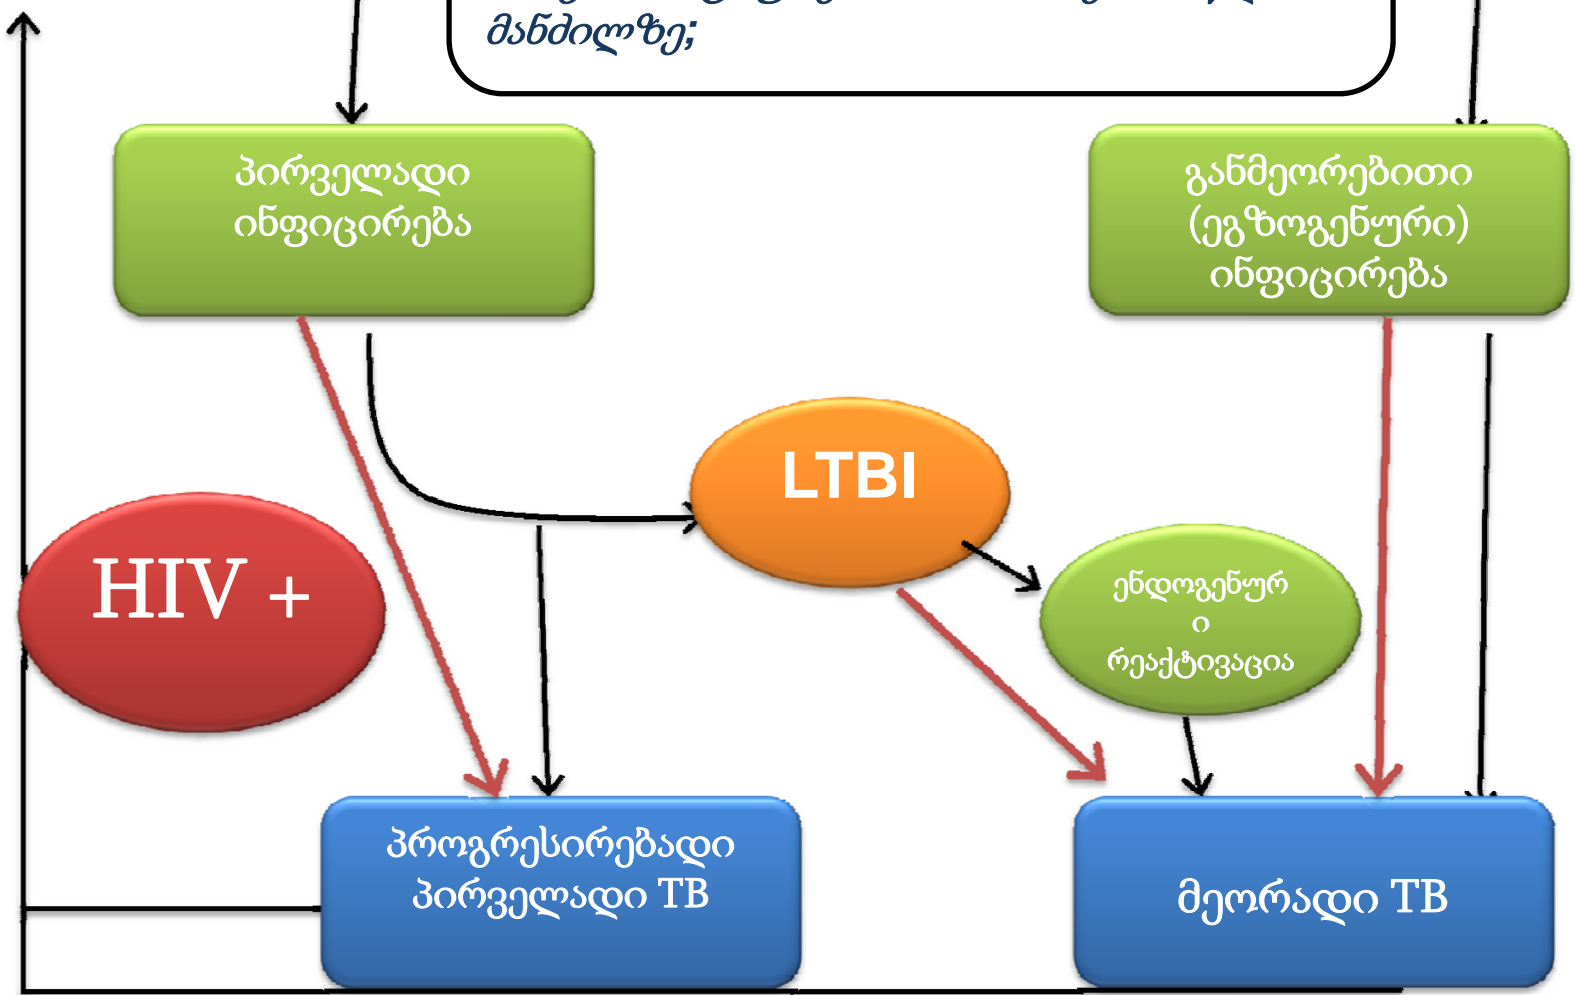 მანძილზე;
პირველადი
ინფიცირება
განმეორებითი
(ეგზოგენური)
ინფიცირება
LTBI
HIV +
ენდოგენურ
ი
რეაქტივაცია
პროგრესირებადი
პირველადი TB
მეორადი TB